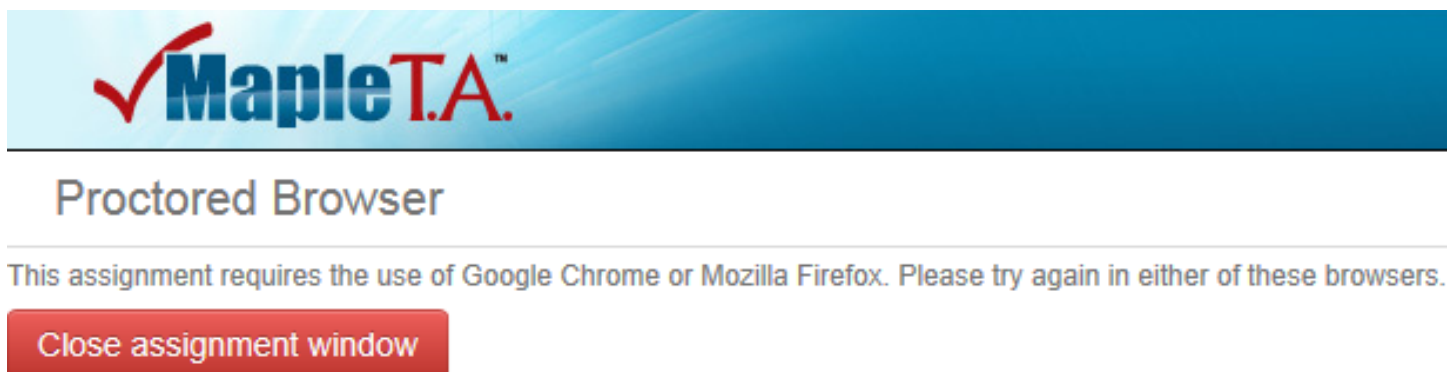 MapleT.A.™
Proctored Browser
This assignment requires the use of Google Chrome or Mozilla Firefox. Please try again in either of these browsers.
Close assignment window